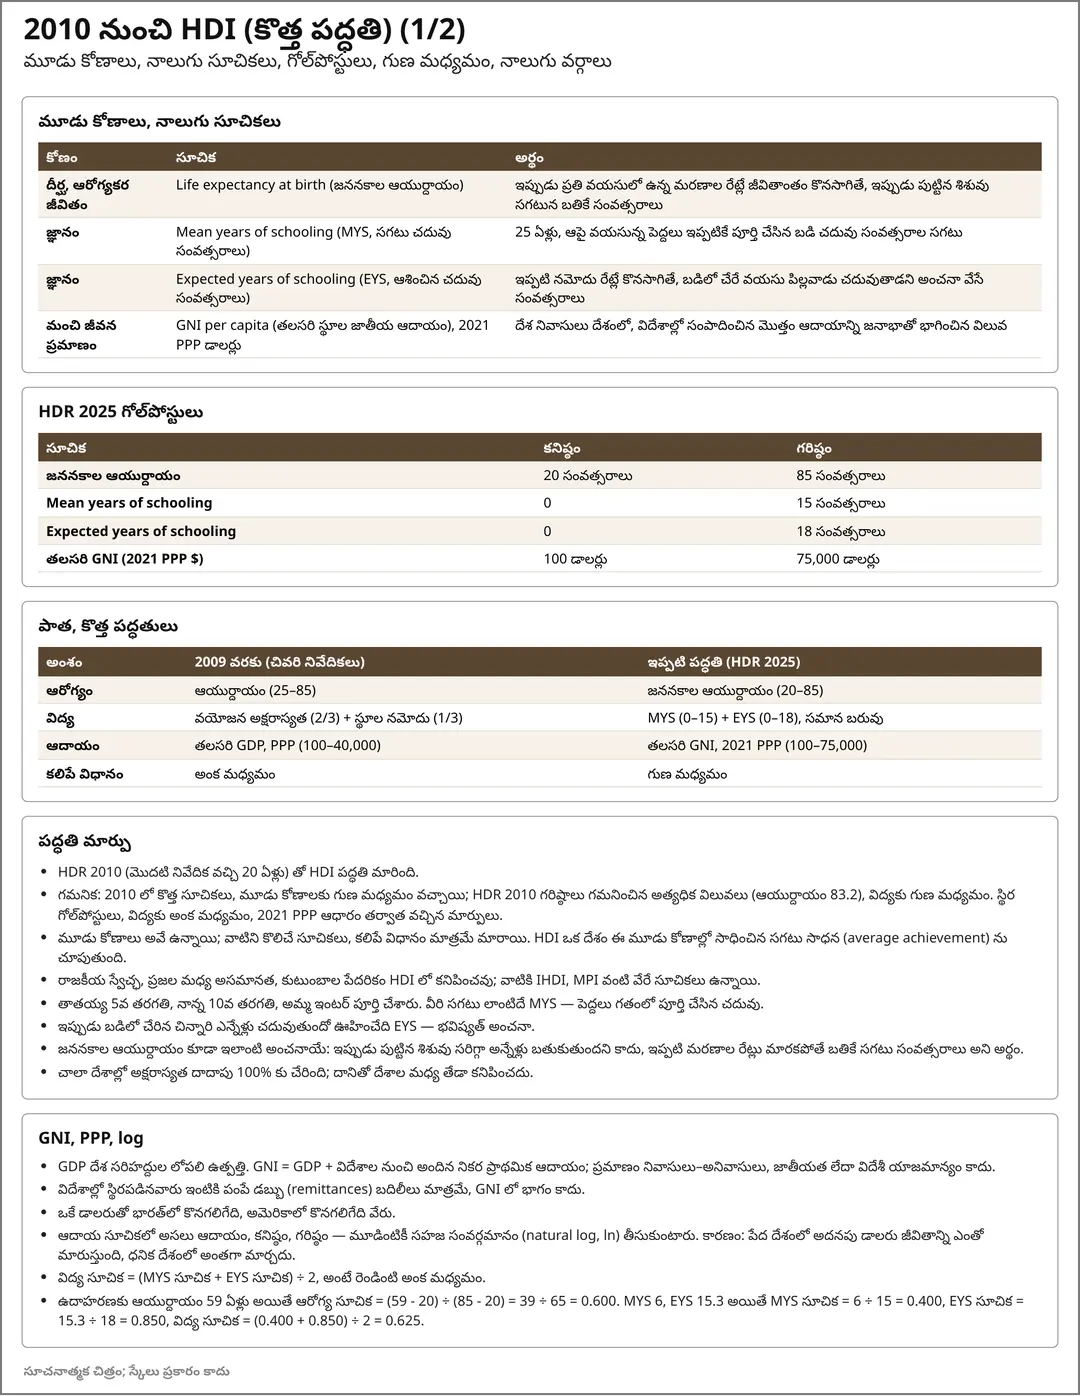 2010 నుంచి HDI (కొత్త పద్ధతి) (1/2)
మూడు కోణాలు, నాలుగు సూచికలు, గోల్‌పోస్టులు, గుణ మధ్యమం, నాలుగు వర్గాలు
మూడు కోణాలు, నాలుగు సూచికలు
కోణం సూచిక అర్థం
దీర్ఘ, ఆరోగ్యకర Life expectancy at birth (జననకాల ఆయుర్దాయం) ఇప్పుడు ప్రతి వయసులో ఉన్న మరణాల రేట్లే జీవితాంతం కొనసాగితే, ఇప్పుడు పుట్టిన శిశువు
జీవితం సగటున బతికే సంవత్సరాలు
జ్ఞానం Mean years of schooling (MYS, సగటు చదువు 25 ఏళ్లు, ఆపై వయసున్న పెద్దలు ఇప్పటికే పూర్తి చేసిన బడి చదువు సంవత్సరాల సగటు
సంవత్సరాలు)
జ్ఞానం Expected years of schooling (EYS, ఆశించిన చదువు ఇప్పటి నమోదు రేట్లే కొనసాగితే, బడిలో చేరే వయసు పిల్లవాడు చదువుతాడని అంచనా వేసే
సంవత్సరాలు) సంవత్సరాలు
మంచి జీవన GNI per capita (తలసరి స్థూల జాతీయ ఆదాయం), 2021 దేశ నివాసులు దేశంలో, విదేశాల్లో సంపాదించిన మొత్తం ఆదాయాన్ని జనాభాతో భాగించిన విలువ
ప్రమాణం PPP డాలర్లు
HDR 2025 గోల్‌పోస్టులు
సూచిక కనిష్ఠం గరిష్ఠం
జననకాల ఆయుర్దాయం 20 సంవత్సరాలు 85 సంవత్సరాలు
Mean years of schooling 0 15 సంవత్సరాలు
Expected years of schooling 0 18 సంవత్సరాలు
తలసరి GNI (2021 PPP $) 100 డాలర్లు 75,000 డాలర్లు
పాత, కొత్త పద్ధతులు
అంశం 2009 వరకు (చివరి నివేదికలు) ఇప్పటి పద్ధతి (HDR 2025)
ఆరోగ్యం ఆయుర్దాయం (25–85) జననకాల ఆయుర్దాయం (20–85)
విద్య వయోజన అక్షరాస్యత (2/3) + స్థూల నమోదు (1/3) MYS (0–15) + EYS (0–18), సమాన బరువు
ఆదాయం తలసరి GDP, PPP (100–40,000) తలసరి GNI, 2021 PPP (100–75,000)
కలిపే విధానం అంక మధ్యమం గుణ మధ్యమం
పద్ధతి మార్పు
• HDR 2010 (మొదటి నివేదిక వచ్చి 20 ఏళ్లు) తో HDI పద్ధతి మారింది.
• గమనిక: 2010 లో కొత్త సూచికలు, మూడు కోణాలకు గుణ మధ్యమం వచ్చాయి; HDR 2010 గరిష్ఠాలు గమనించిన అత్యధిక విలువలు (ఆయుర్దాయం 83.2), విద్యకు గుణ మధ్యమం. స్థిర
గోల్‌పోస్టులు, విద్యకు అంక మధ్యమం, 2021 PPP ఆధారం తర్వాత వచ్చిన మార్పులు.
• మూడు కోణాలు అవే ఉన్నాయి; వాటిని కొలిచే సూచికలు, కలిపే విధానం మాత్రమే మారాయి. HDI ఒక దేశం ఈ మూడు కోణాల్లో సాధించిన సగటు సాధన (average achievement) ను
చూపుతుంది.
• రాజకీయ స్వేచ్ఛ, ప్రజల మధ్య అసమానత, కుటుంబాల పేదరికం HDI లో కనిపించవు; వాటికి IHDI, MPI వంటి వేరే సూచికలు ఉన్నాయి.
• తాతయ్య 5వ తరగతి, నాన్న 10వ తరగతి, అమ్మ ఇంటర్ పూర్తి చేశారు. వీరి సగటు లాంటిదే MYS — పెద్దలు గతంలో పూర్తి చేసిన చదువు.
• ఇప్పుడు బడిలో చేరిన చిన్నారి ఎన్నేళ్లు చదువుతుందో ఊహించేది EYS — భవిష్యత్ అంచనా.
• జననకాల ఆయుర్దాయం కూడా ఇలాంటి అంచనాయే: ఇప్పుడు పుట్టిన శిశువు సరిగ్గా అన్నేళ్లు బతుకుతుందని కాదు, ఇప్పటి మరణాల రేట్లు మారకపోతే బతికే సగటు సంవత్సరాలు అని అర్థం.
• చాలా దేశాల్లో అక్షరాస్యత దాదాపు 100% కు చేరింది; దానితో దేశాల మధ్య తేడా కనిపించదు.
GNI, PPP, log
• GDP దేశ సరిహద్దుల లోపలి ఉత్పత్తి. GNI = GDP + విదేశాల నుంచి అందిన నికర ప్రాథమిక ఆదాయం; ప్రమాణం నివాసులు–అనివాసులు, జాతీయత లేదా విదేశీ యాజమాన్యం కాదు.
• విదేశాల్లో స్థిరపడినవారు ఇంటికి పంపే డబ్బు (remittances) బదిలీలు మాత్రమే, GNI లో భాగం కాదు.
• ఒకే డాలరుతో భారత్‌లో కొనగలిగేది, అమెరికాలో కొనగలిగేది వేరు.
• ఆదాయ సూచికలో అసలు ఆదాయం, కనిష్ఠం, గరిష్ఠం — మూడింటికీ సహజ సంవర్గమానం (natural log, ln) తీసుకుంటారు. కారణం: పేద దేశంలో అదనపు డాలరు జీవితాన్ని ఎంతో
మారుస్తుంది, ధనిక దేశంలో అంతగా మార్చదు.
• విద్య సూచిక = (MYS సూచిక + EYS సూచిక) ÷ 2, అంటే రెండింటి అంక మధ్యమం.
• ఉదాహరణకు ఆయుర్దాయం 59 ఏళ్లు అయితే ఆరోగ్య సూచిక = (59 - 20) ÷ (85 - 20) = 39 ÷ 65 = 0.600. MYS 6, EYS 15.3 అయితే MYS సూచిక = 6 ÷ 15 = 0.400, EYS సూచిక =
15.3 ÷ 18 = 0.850, విద్య సూచిక = (0.400 + 0.850) ÷ 2 = 0.625.
సూచనాత్మక చిత్రం; స్కేలు ప్రకారం కాదు